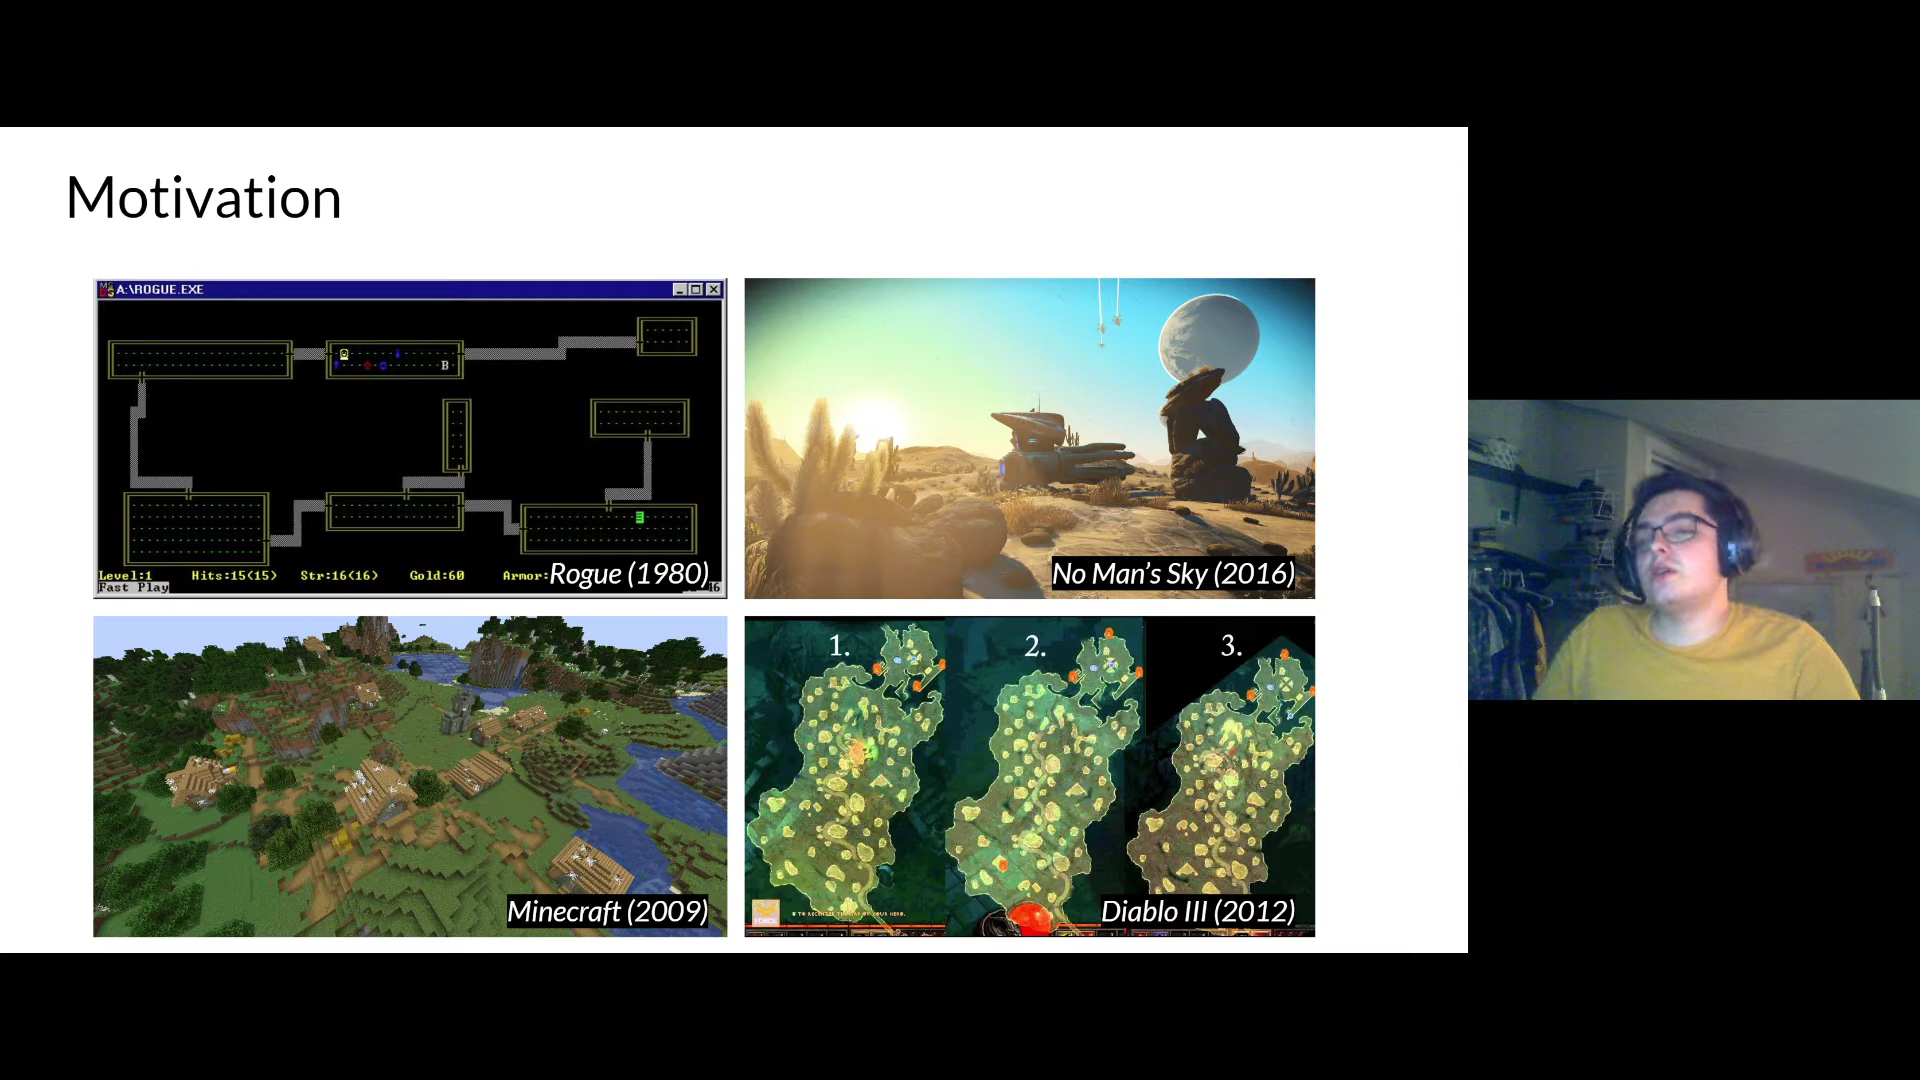 Motivation
A:\ROGUE.EXE
B
Level:1 Hits:15(15) Str:16(16) Gold:60 Armor:
Fast Play
Rogue (1980)
No Man's Sky (2016)
1. 2. 3.
Minecraft (2009)
Diablo III (2012)